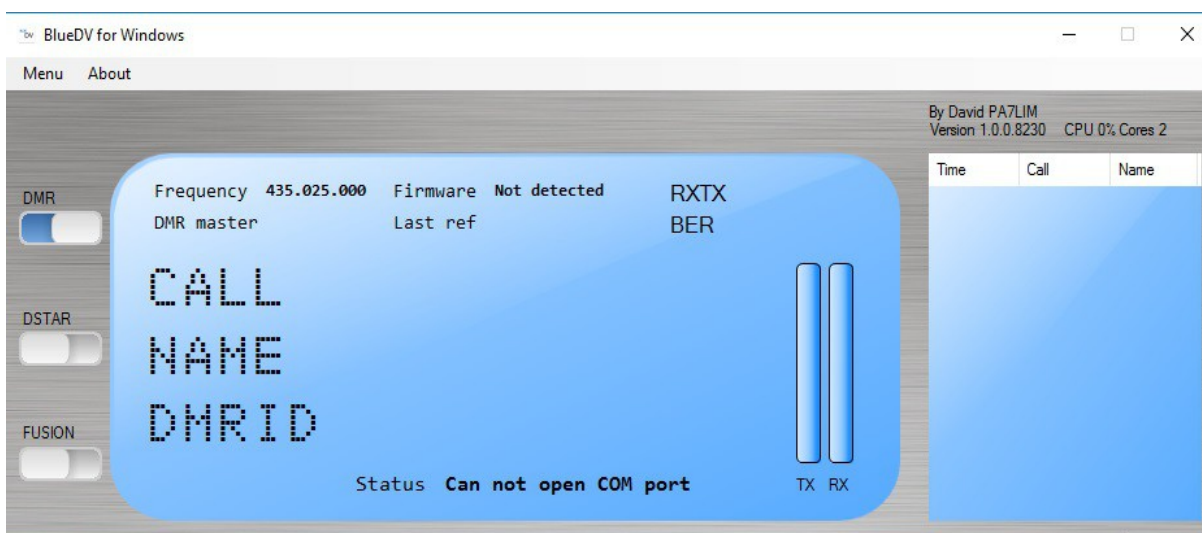 BlueDV for Windows
Menu About
By David PA7LIM
Version 1.0.0.8230 CPU 0% Cores 2
Time Call Name
DMR
Frequency 435.025.000 Firmware Not detected RXTX
DMR master Last ref BER
CALL
DSTAR
NAME
DMRID
FUSION
Status Can not open COM port TX RX